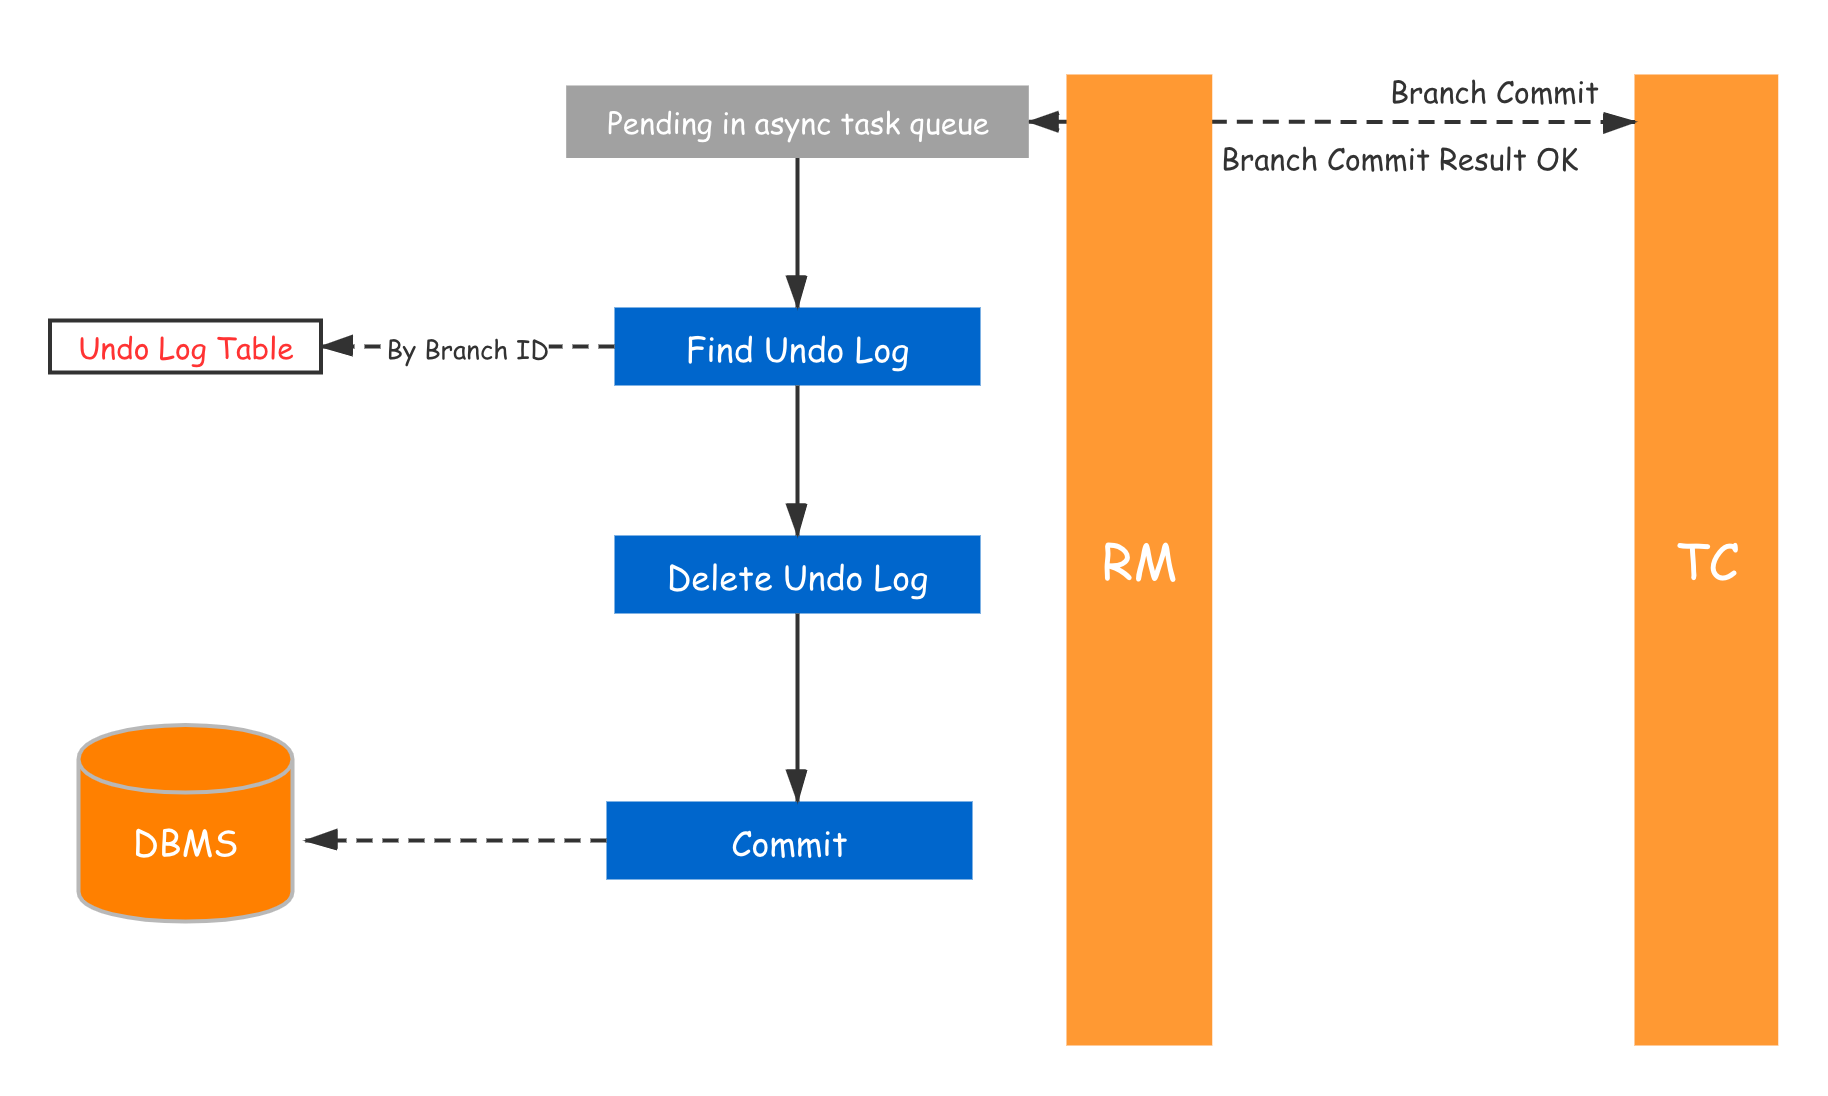 Branch Commit
Pending in async task queue
Branch Commit Result OK
Undo Log Table
By Branch ID
Find Undo Log
RM
TC
Delete Undo Log
DBMS
Commit